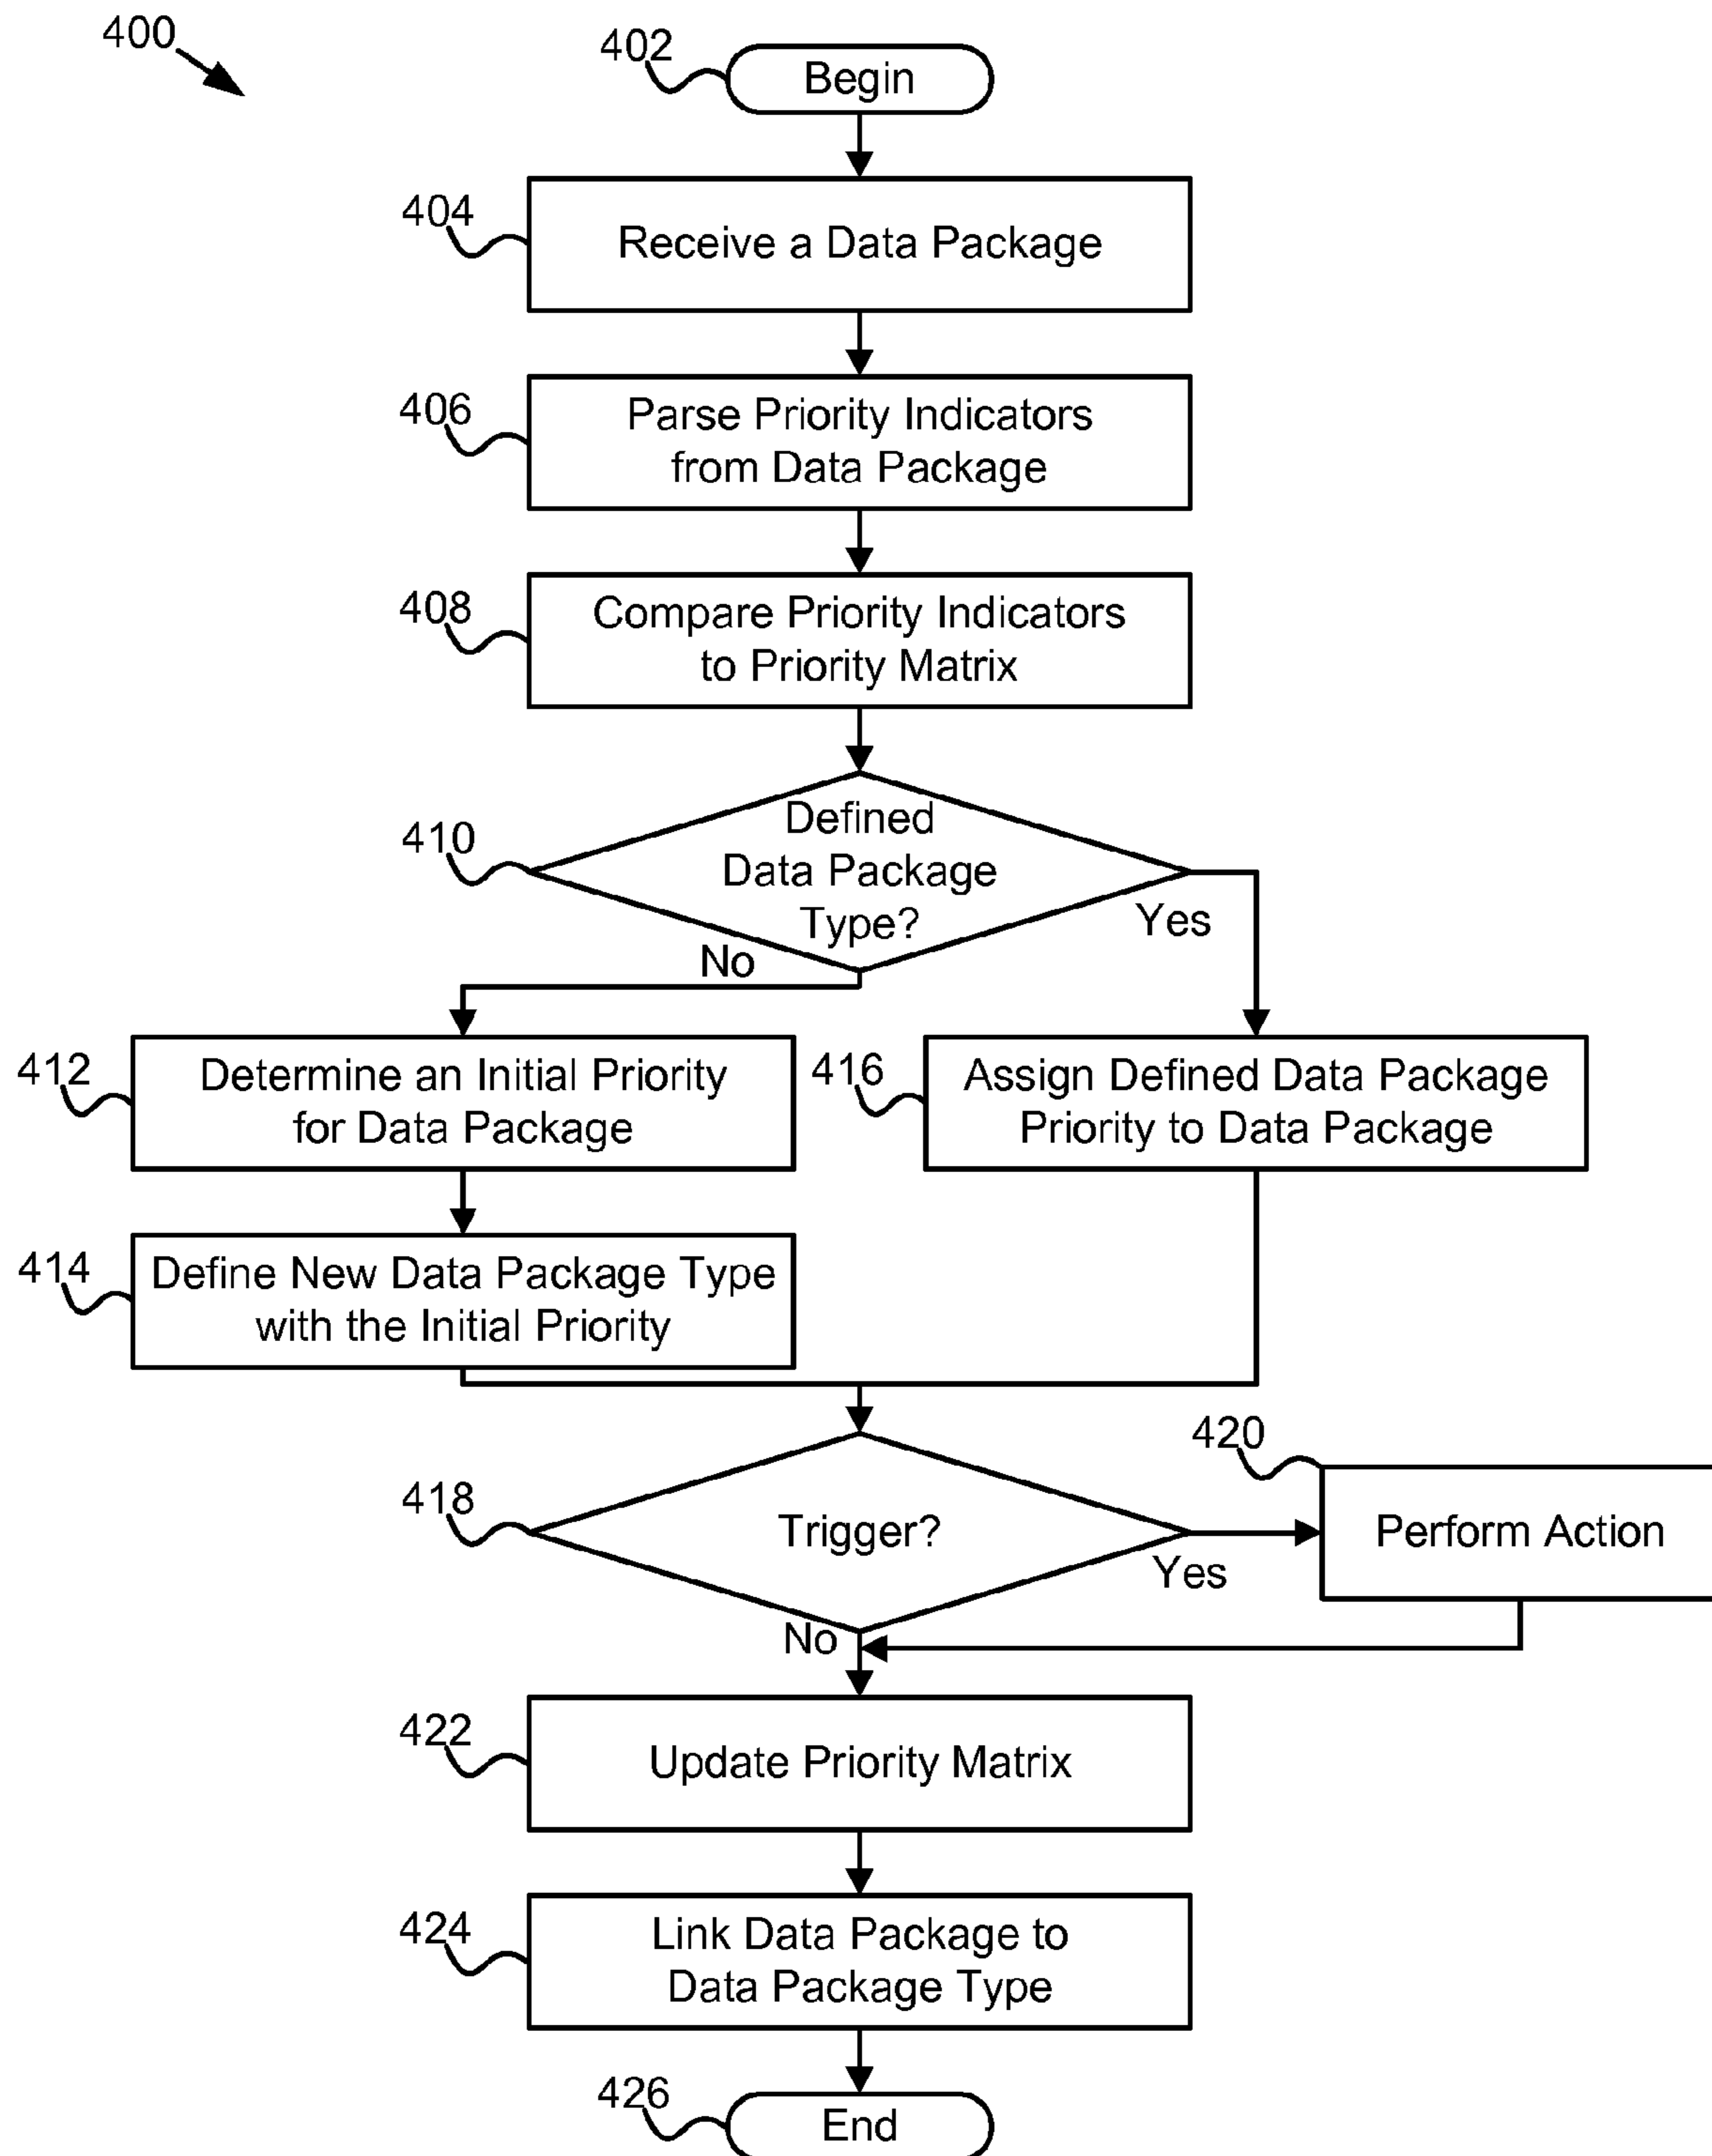 400
402
Begin
404
Receive a Data Package
406
Parse Priority Indicators
from Data Package
408
Compare Priority Indicators
to Priority Matrix
410
Defined
Data Package
Type?
Yes
No
412
Determine an Initial Priority
for Data Package
416
Assign Defined Data Package
Priority to Data Package
414
Define New Data Package Type
with the Initial Priority
418
Trigger?
Yes
420
Perform Action
No
422
Update Priority Matrix
424
Link Data Package to
Data Package Type
426
End